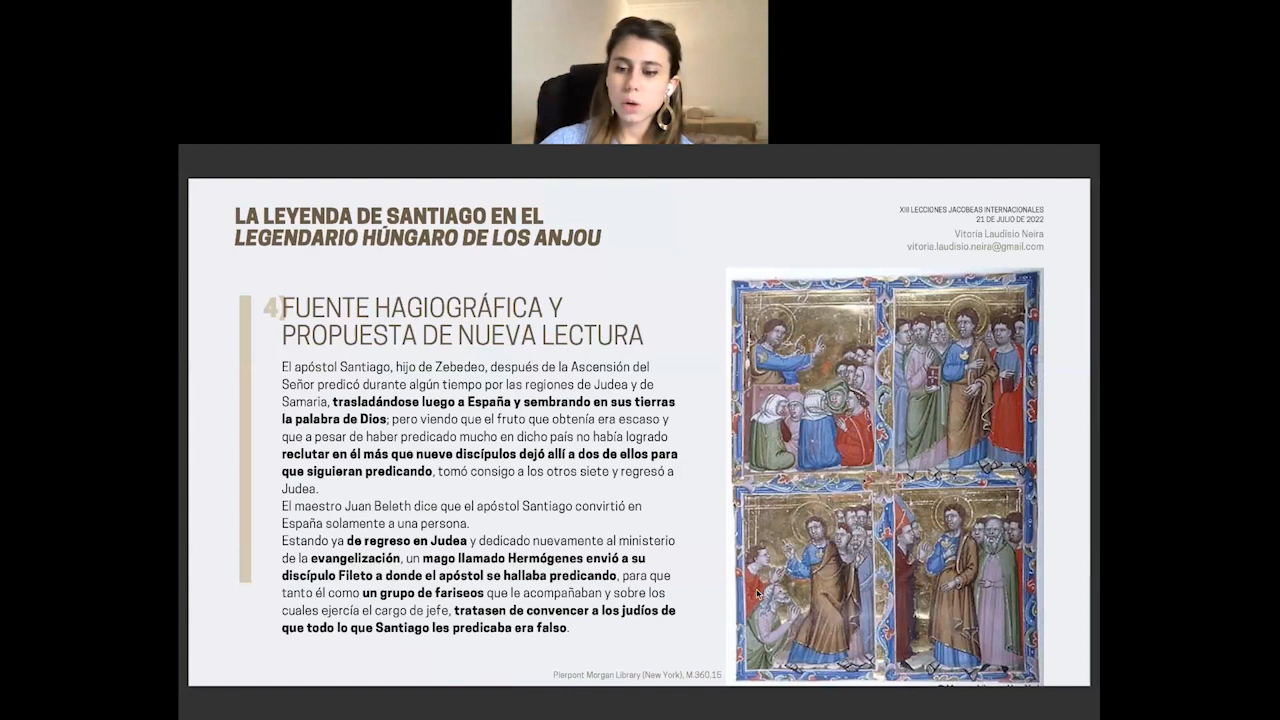 LA LEYENDA DE SANTIAGO EN EL
LEGENDARIO HÚNGARO DE LOS ANJOU
XIII LECCIONES JACOBEAS INTERNACIONALES
21 DE JULIO DE 2022
Vitoria Laudisio Neira
vitoria.laudisio.neira@gmail.com
4) FUENTE HAGIOGRÁFICA Y
PROPUESTA DE NUEVA LECTURA
El apóstol Santiago, hijo de Zebedeo, después de la Ascensión del
Señor predicó durante algún tiempo por las regiones de Judea y de
Samaria, trasladándose luego a España y sembrando en sus tierras
la palabra de Dios; pero viendo que el fruto que obtenía era escaso y
que a pesar de haber predicado mucho en dicho país no había logrado
reclutar en él más que nueve discípulos dejó allí a dos de ellos para
que siguieran predicando, tomó consigo a los otros siete y regresó a
Judea.
El maestro Juan Beleth dice que el apóstol Santiago convirtió en
España solamente a una persona.
Estando ya de regreso en Judea y dedicado nuevamente al ministerio
de la evangelización, un mago llamado Hermógenes envió a su
discípulo Fileto a donde el apóstol se hallaba predicando, para que
tanto él como un grupo de fariseos que le acompañaban y sobre los
cuales ejercía el cargo de jefe, tratasen de convencer a los judíos de
que todo lo que Santiago les predicaba era falso.
Pierpont Morgan Library (New York), M.360.15